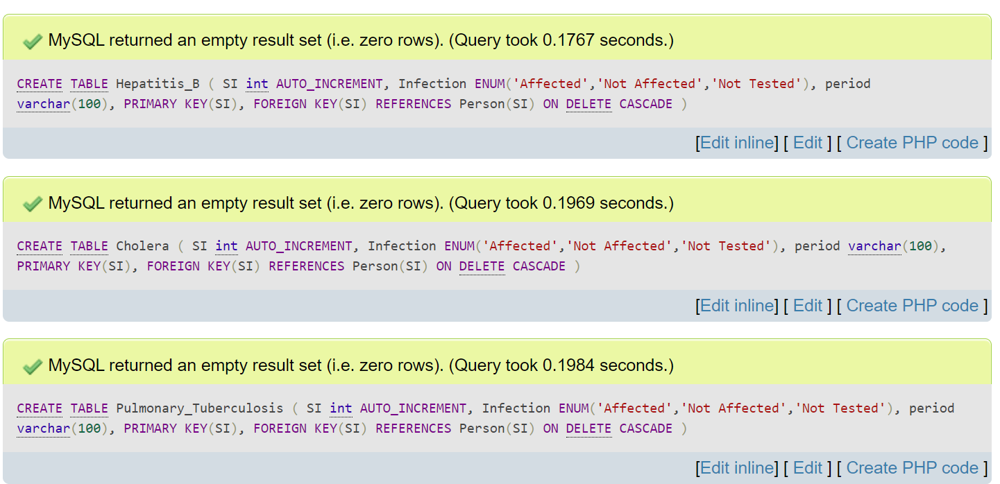 MySQL returned an empty result set (i.e. zero rows). (Query took 0.1767 seconds.)
CREATE TABLE Hepatitis_B ( SI int AUTO_INCREMENT, Infection ENUM('Affected','Not Affected','Not Tested'), period
varchar(100), PRIMARY KEY(SI), FOREIGN KEY(SI) REFERENCES Person(SI) ON DELETE CASCADE )
[Edit inline] [ Edit ] [ Create PHP code ]
MySQL returned an empty result set (i.e. zero rows). (Query took 0.1969 seconds.)
CREATE TABLE Cholera ( SI int AUTO_INCREMENT, Infection ENUM('Affected','Not Affected','Not Tested'), period varchar(100),
PRIMARY KEY(SI), FOREIGN KEY(SI) REFERENCES Person(SI) ON DELETE CASCADE )
[Edit inline] [ Edit ] [ Create PHP code ]
MySQL returned an empty result set (i.e. zero rows). (Query took 0.1984 seconds.)
CREATE TABLE Pulmonary_Tuberculosis ( SI int AUTO_INCREMENT, Infection ENUM('Affected','Not Affected','Not Tested'), period
varchar(100), PRIMARY KEY(SI), FOREIGN KEY(SI) REFERENCES Person(SI) ON DELETE CASCADE )
[Edit inline] [ Edit ] [ Create PHP code ]